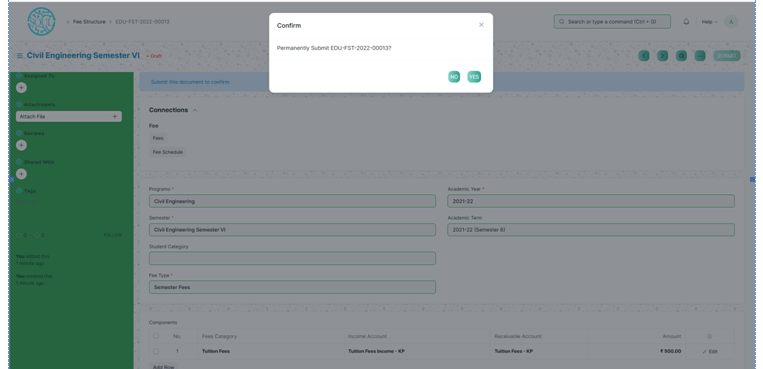 Fee Structure > EDU-FST-2022-00013
Search or type a command (Ctrl + G)
Help
A
Confirm
Permanently Submit EDU-FST-2022-00013?
NO YES
Civil Engineering Semester VI • Draft
SUBMIT
Assigned To
Attachments
Attach File
Reviews
Shared With
Tags
FOLLOW
You edited this
1 minute ago
You created this
1 minute ago
Submit this document to confirm
Connections
Fee
Fees
Fee Schedule
Programs *
Civil Engineering
Academic Year *
2021-22
Semester *
Civil Engineering Semester VI
Academic Term
2021-22 (Semester 6)
Student Category
Fee Type *
Semester Fees
Components
No. Fees Category Income Account Receivable Account Amount
1 Tuition Fees Tuition Fees Income - KP Tuition Fees - KP ₹ 500.00 Edit
Add Row